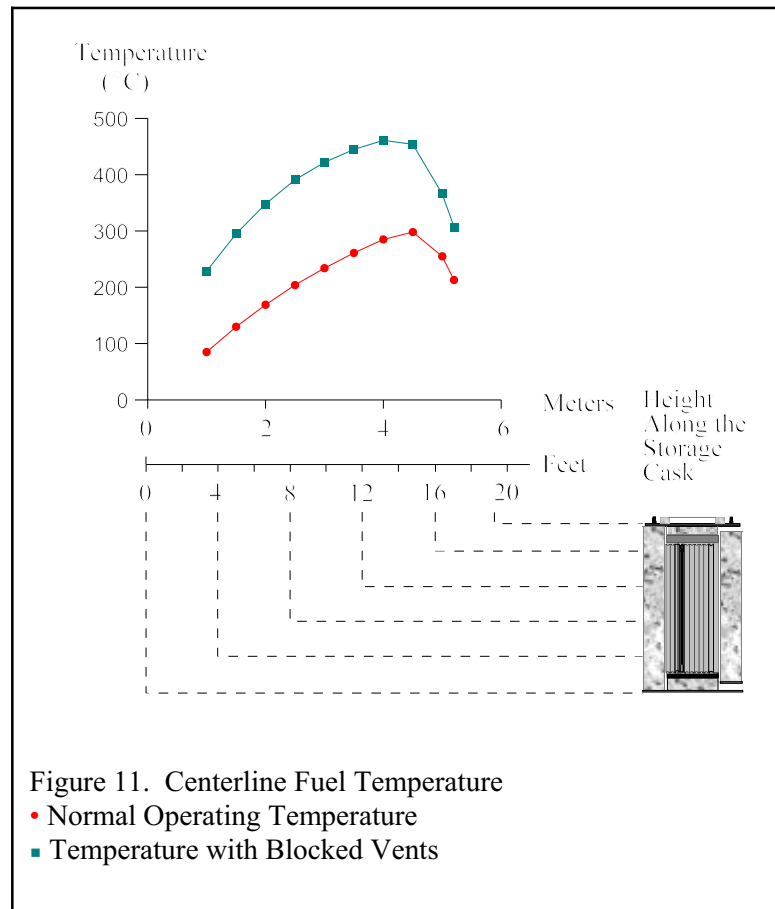 Temperature
(°C)
500
400
300
200
100
0
0 2 4 6
Meters
Feet
0 4 8 12 16 20
Height
Along the
Storage
Cask
Figure 11. Centerline Fuel Temperature
• Normal Operating Temperature
■ Temperature with Blocked Vents